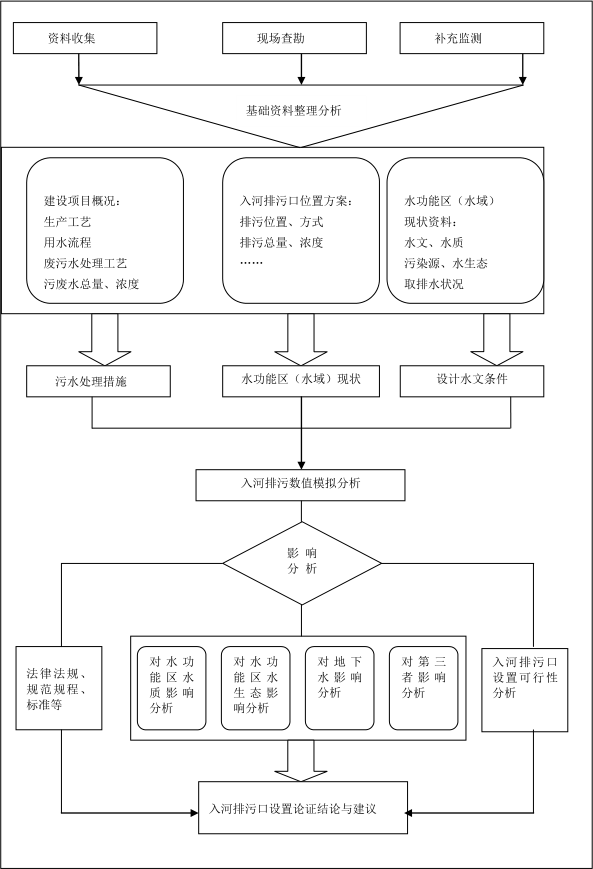 资料收集
现场查勘
补充监测
基础资料整理分析
建设项目概况：
生产工艺
用水流程
废污水处理工艺
污废水总量、浓度
入河排污口位置方案：
排污位置、方式
排污总量、浓度
……
水功能区（水域）
现状资料：
水文、水质
污染源、水生态
取排水状况
污水处理措施
水功能区（水域）现状
设计水文条件
入河排污数值模拟分析
影 响
分 析
法律法规、
规范规程、
标准等
对水功
能区水
质影响
分析
对水功
能区水
生态影
响分析
对地下
水影响
分析
对第三
者影响
分析
入河排污口
设置可行性
分析
入河排污口设置论证结论与建议